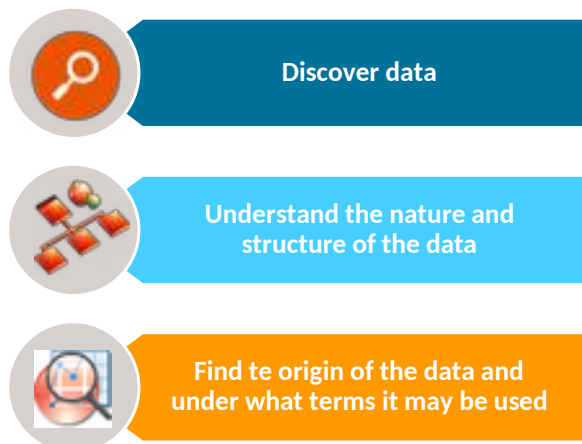 Discover data
Understand the nature and
structure of the data
Find te origin of the data and
under what terms it may be used